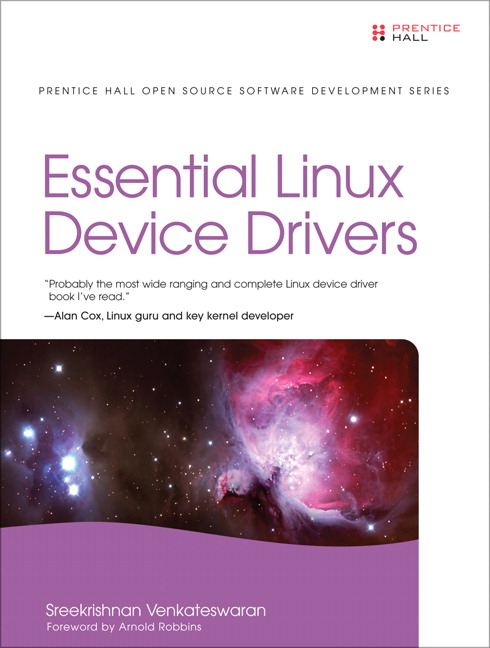 PRENTICE
HALL
PRENTICE HALL OPEN SOURCE SOFTWARE DEVELOPMENT SERIES
Essential Linux
Device Drivers
“Probably the most wide ranging and complete Linux device driver
book I’ve read.”
—Alan Cox, Linux guru and key kernel developer
Sreekrishnan Venkateswaran
Foreword by Arnold Robbins